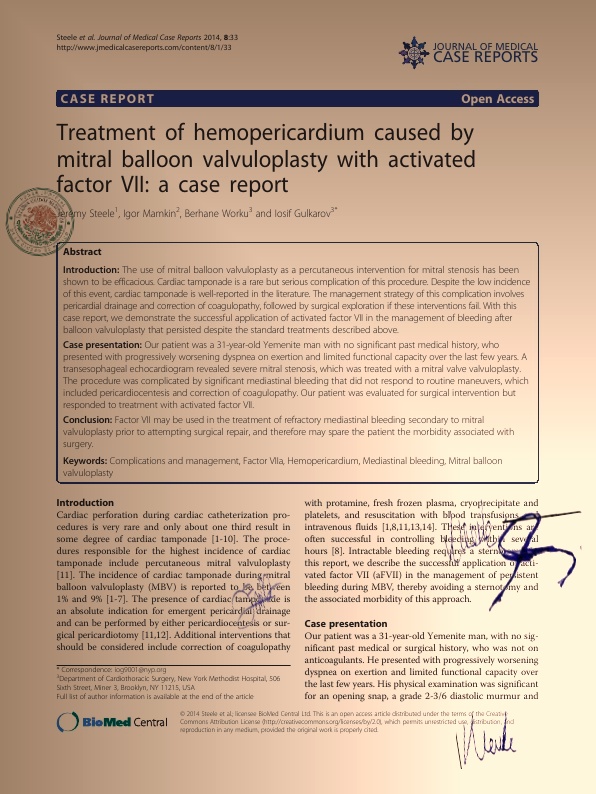 Steele et al. Journal of Medical Case Reports 2014, 8:33
http://www.jmedicalcasereports.com/content/8/1/33
JOURNAL OF MEDICAL
CASE REPORTS
CASE REPORT
Open Access
Treatment of hemopericardium caused by
mitral balloon valvuloplasty with activated
factor VII: a case report
Jeremy Steele1, Igor Mamkin2, Berhane Worku3 and Iosif Gulkarov3*
Abstract
Introduction: The use of mitral balloon valvuloplasty as a percutaneous intervention for mitral stenosis has been
shown to be efficacious. Cardiac tamponade is a rare but serious complication of this procedure. Despite the low incidence
of this event, cardiac tamponade is well-reported in the literature. The management strategy of this complication involves
pericardial drainage and correction of coagulopathy, followed by surgical exploration if these interventions fail. With this
case report, we demonstrate the successful application of activated factor VII in the management of bleeding after
balloon valvuloplasty that persisted despite the standard treatments described above.
Case presentation: Our patient was a 31-year-old Yemenite man with no significant past medical history, who
presented with progressively worsening dyspnea on exertion and limited functional capacity over the last few years. A
transesophageal echocardiogram revealed severe mitral stenosis, which was treated with a mitral valve valvuloplasty.
The procedure was complicated by significant mediastinal bleeding that did not respond to routine maneuvers, which
included pericardiocentesis and correction of coagulopathy. Our patient was evaluated for surgical intervention but
responded to treatment with activated factor VII.
Conclusion: Factor VII may be used in the treatment of refractory mediastinal bleeding secondary to mitral
valvuloplasty prior to attempting surgical repair, and therefore may spare the patient the morbidity associated with
surgery.
Keywords: Complications and management, Factor VIIa, Hemopericardium, Mediastinal bleeding, Mitral balloon
valvuloplasty
Introduction
Cardiac perforation during cardiac catheterization pro-
cedures is very rare and only about one third result in
some degree of cardiac tamponade [1-10]. The proce-
dures responsible for the highest incidence of cardiac
tamponade include percutaneous mitral valvuloplasty
[11]. The incidence of cardiac tamponade during mitral
balloon valvuloplasty (MBV) is reported to be between
1% and 9% [1-7]. The presence of cardiac tamponade is
an absolute indication for emergent pericardial drainage
and can be performed by either pericardiocentesis or sur-
gical pericardiotomy [11,12]. Additional interventions that
should be considered include correction of coagulopathy
with protamine, fresh frozen plasma, cryoprecipitate and
platelets, and resuscitation with blood transfusions and
intravenous fluids [1,8,11,13,14]. These interventions are
often successful in controlling bleeding within several
hours [8]. Intractable bleeding requires a sternotomy. In
this report, we describe the successful application of acti-
vated factor VII (aFVII) in the management of persistent
bleeding during MBV, thereby avoiding a sternotomy and
the associated morbidity of this approach.
Case presentation
Our patient was a 31-year-old Yemenite man, with no sig-
nificant past medical or surgical history, who was not on
anticoagulants. He presented with progressively worsening
dyspnea on exertion and limited functional capacity over
the last few years. His physical examination was significant
for an opening snap, a grade 2-3/6 diastolic murmur and
* Correspondence: iog9001@nyp.org
3Department of Cardiothoracic Surgery, New York Methodist Hospital, 506
Sixth Street, Miner 3, Brooklyn, NY 11215, USA
Full list of author information is available at the end of the article
BioMed Central
© 2014 Steele et al.; licensee BioMed Central Ltd. This is an open access article distributed under the terms of the Creative
Commons Attribution License (http://creativecommons.org/licenses/by/2.0), which permits unrestricted use, distribution, and
reproduction in any medium, provided the original work is properly cited.